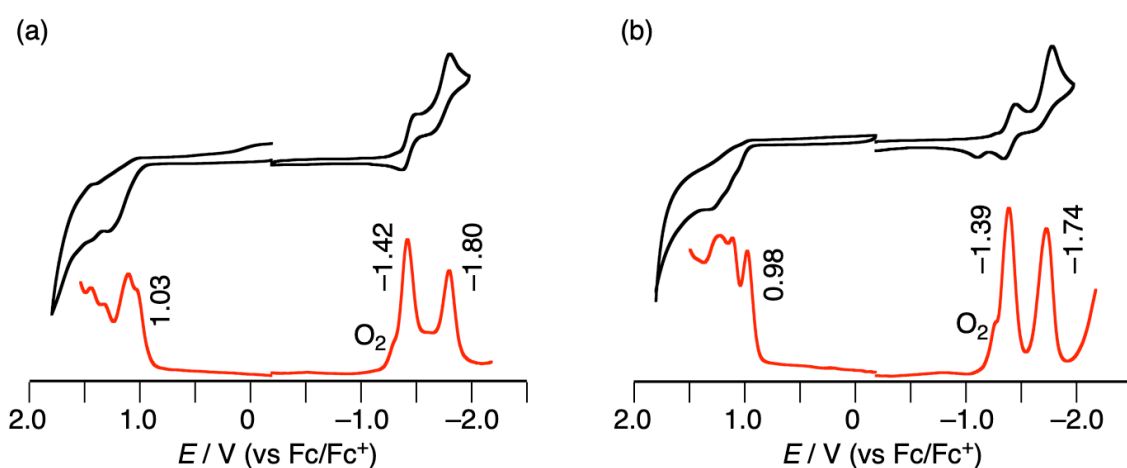 (a)
1.03
−1.42
−1.80
O2
2.0 1.0 0 −1.0 −2.0
E / V (vs Fc/Fc+)
(b)
0.98
−1.39
−1.74
O2
2.0 1.0 0 −1.0 −2.0
E / V (vs Fc/Fc+)